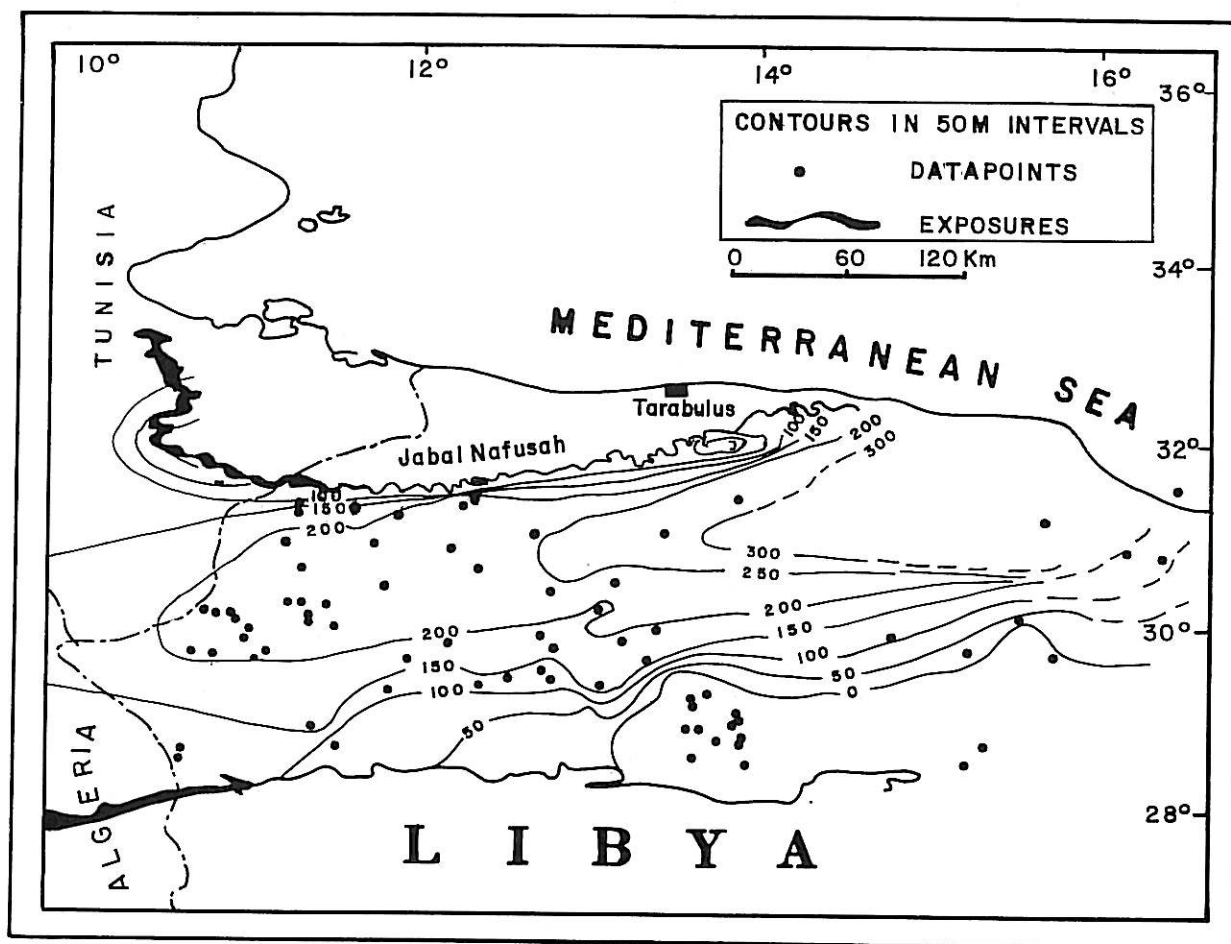 10° 12° 14° 16°
36°
CONTOURS IN 50M INTERVALS
DATAPOINTS
EXPOSURES
0 60 120 Km
34°
TUNISIA
MEDITERRANEAN SEA
Tarabulus
Jabal Nafusah
32°
100 150 200 300
100
150
200
300
250
200
200
150
150
100
100
50
50
0
30°
ALGERIA
28°
LIBYA